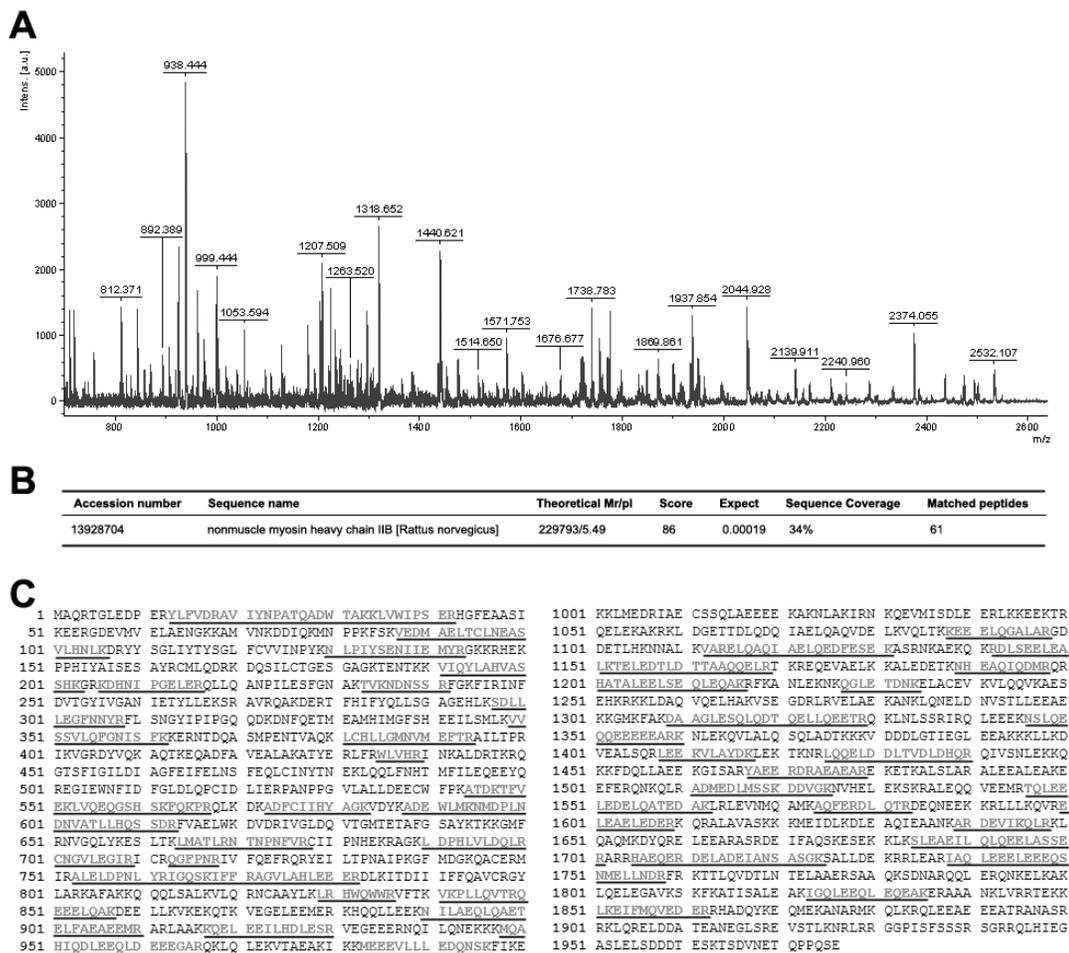 A
Intens. [a.u.]
5000
4000
3000
2000
1000
0
938.444
1318.652
892.389
1440.621
1207.509
999.444
1263.520
812.371
1738.783
2044.928
1937.854
1053.594
1571.753
2374.055
1676.677
1514.650
1869.861
2139.911
2240.960
2532.107
800 1000 1200 1400 1600 1800 2000 2200 2400 2600
m/z
B
Accession number Sequence name Theoretical Mr/pI Score Expect Sequence Coverage Matched peptides
13928704 nonmuscle myosin heavy chain IIB [Rattus norvegicus] 229793/5.49 86 0.00019 34% 61
C
1 MAQRTGLEDP ERYLFVDRAV IYNPATQADW TAKKLVWIPS ERHGFEAASI
51 KEERGDEVMV ELAENGKKAM VNKDDIQKMN PPKFSKVEDM AELTCLNEAS
101 VLHNLKDRYY SGLIYTYSGL FCVVINPYKN LPIYSENIIE MYRGKKRHEM
151 PPHIYAISES AYRCMLQDRK DQSILCTGES GAGKTENTKK VIQYLAHVAS
201 SHKGRKDHNI PGELERQLLQ ANPILESFGN AKTVKNDNSS RFGKFIRINF
251 DVTGYIVGAN IETYLLEKSR AVRQAKDERT FHIFYQLLSG AGEHLKSDLL
301 LEGFNNYRFL SNGYIPIPGQ QDKDNFQETM EAMHIMGFSH EEILSMLKVV
351 SSVLQFGNIS FKKERNTDQA SMPENTVAQK LCHLLGMNVM EFTRAILTPR
401 IKVGRDYVQK AQTKEQADFA VEALAKATYE RLFRWLVHRI NKALDRTKRQ
451 GTSFIGILDI AGFEIFELNS FEQLCINYTN EKLQQLFNHT MFILEQEEYQ
501 REGIEWNFID FGLDLQPCID LIERPANPPG VLALLDEECW FPKATDKTFV
551 EKLVQEQGSH SKFQKPRQLK DKADFCIIHY AGKVDYKADE WLMKNMDPLN
601 DNVATLLHQS SDRFVAELWK DVDRIVGLDQ VTGMTETAFG SAYKTKKGMF
651 RNVGQLYKES LTKLMATLRN TNPNFVRCII PNHEKRAGKL DPHLVLDQLR
701 CNGVLEGIRI CRQGFPNRIV FQEFRQRYEI LTPNAIPKGF MDGKQACERM
751 IRALELDPNL YRIGQSKIFF RAGVLAHLEE ERDLKITDII IFFQAVCRGY
801 LARKAFAKKQ QQLSALKVLQ RNCAAYLKLR HWQWWRVFTK VKPLLQVTRQ
851 EEELQAKDEE LLKVKEKQTK VEGELEEMER KHQQLLEEKN ILAEQLQAET
901 ELFAEAEEMR ARLAAKKQEL EEILHDLESR VEGEEERNQI LQNEKKKMQA
951 HIQDLEEQLD EEEGARQKLQ LEKVTAEAKI KKMEEEVLLL EDQNSKFIKE
1001 KKLMEDRIAE CSSQLAEEEE KAKNLAKIRN KQEVMISDLE ERLKKEEKTR
1051 QELEKAKRKL DGETTDLQDQ IAELQAQVDE LKVQLTKKEE ELQGALARGD
1101 DETLHKNNAL KVARELQAQI AELQEDFESE KASRNKAEKQ KRDLSEELEA
1151 LKTELEDTLD TTAAQQELRT KREQEVAELK KALEDETKNH EAQIQDMRQR
1201 HATALEELSE QLEQAKRFKA NLEKNKQGLE TDNKELACEV KVLQQVKAES
1251 EHKRKKLDAQ VQELHAKVSE GDRLRVELAE KANKLQNELD NVSTLLEEAE
1301 KKGMKFAKDA AGLESQLQDT QELLQEETRQ KLNLSSRIRQ LEEEKNSLQE
1351 QQEEEEEARK NLEKQVLALQ SQLADTKKKV DDDLGTIEGL EEAKKKLLKD
1401 VEALSQRLEE KVLAYDKLEK TKNRLQQELD DLTVDLDHQR QIVSNLEKKQ
1451 KKFDQLLAEE KGISARYAEE RDRAEAEARE KETKALSLAR ALEEALEAKE
1501 EFERQNKQLR ADMEDLMSSK DDVGKNVHEL EKSKRALEQQ VEEMRTQLEE
1551 LEDELQATED AKLRLEVNMQ AMKAQFERDL QTRDEQNEEK KRLLLKQVRE
1601 LEAELEDERK QRALAVASKK KMEIDLKDLE AQIEAANKAR DEVIKQLRKL
1651 QAQMKDYQRE LEEARASRDE IFAQSKESEK KLKSLEAEIL QLQEELASSE
1701 RARRHAEQER DELADEIANS ASGKSALLDE KRRLEARIAQ LEEELEEEQS
1751 NMELLNDRFR KTTLQVDTLN TELAAERSAA QKSDNARQQL ERQNKELKAK
1801 LQELEGAVKS KFKATISALE AKIGQLEEQL EQEAKERAAA NKLVRRTEKK
1851 LKEIFMQVED ERRHADQYKE QMEKANARMK QLKRQLEEAE EEATRANASR
1901 RKLQRELDDA TEANEGLSRE VSTLKNRLRR GGPISFSSSR SGRRQLHIEG
1951 ASLELSDDDT ESKTSDVNET QPPQSE